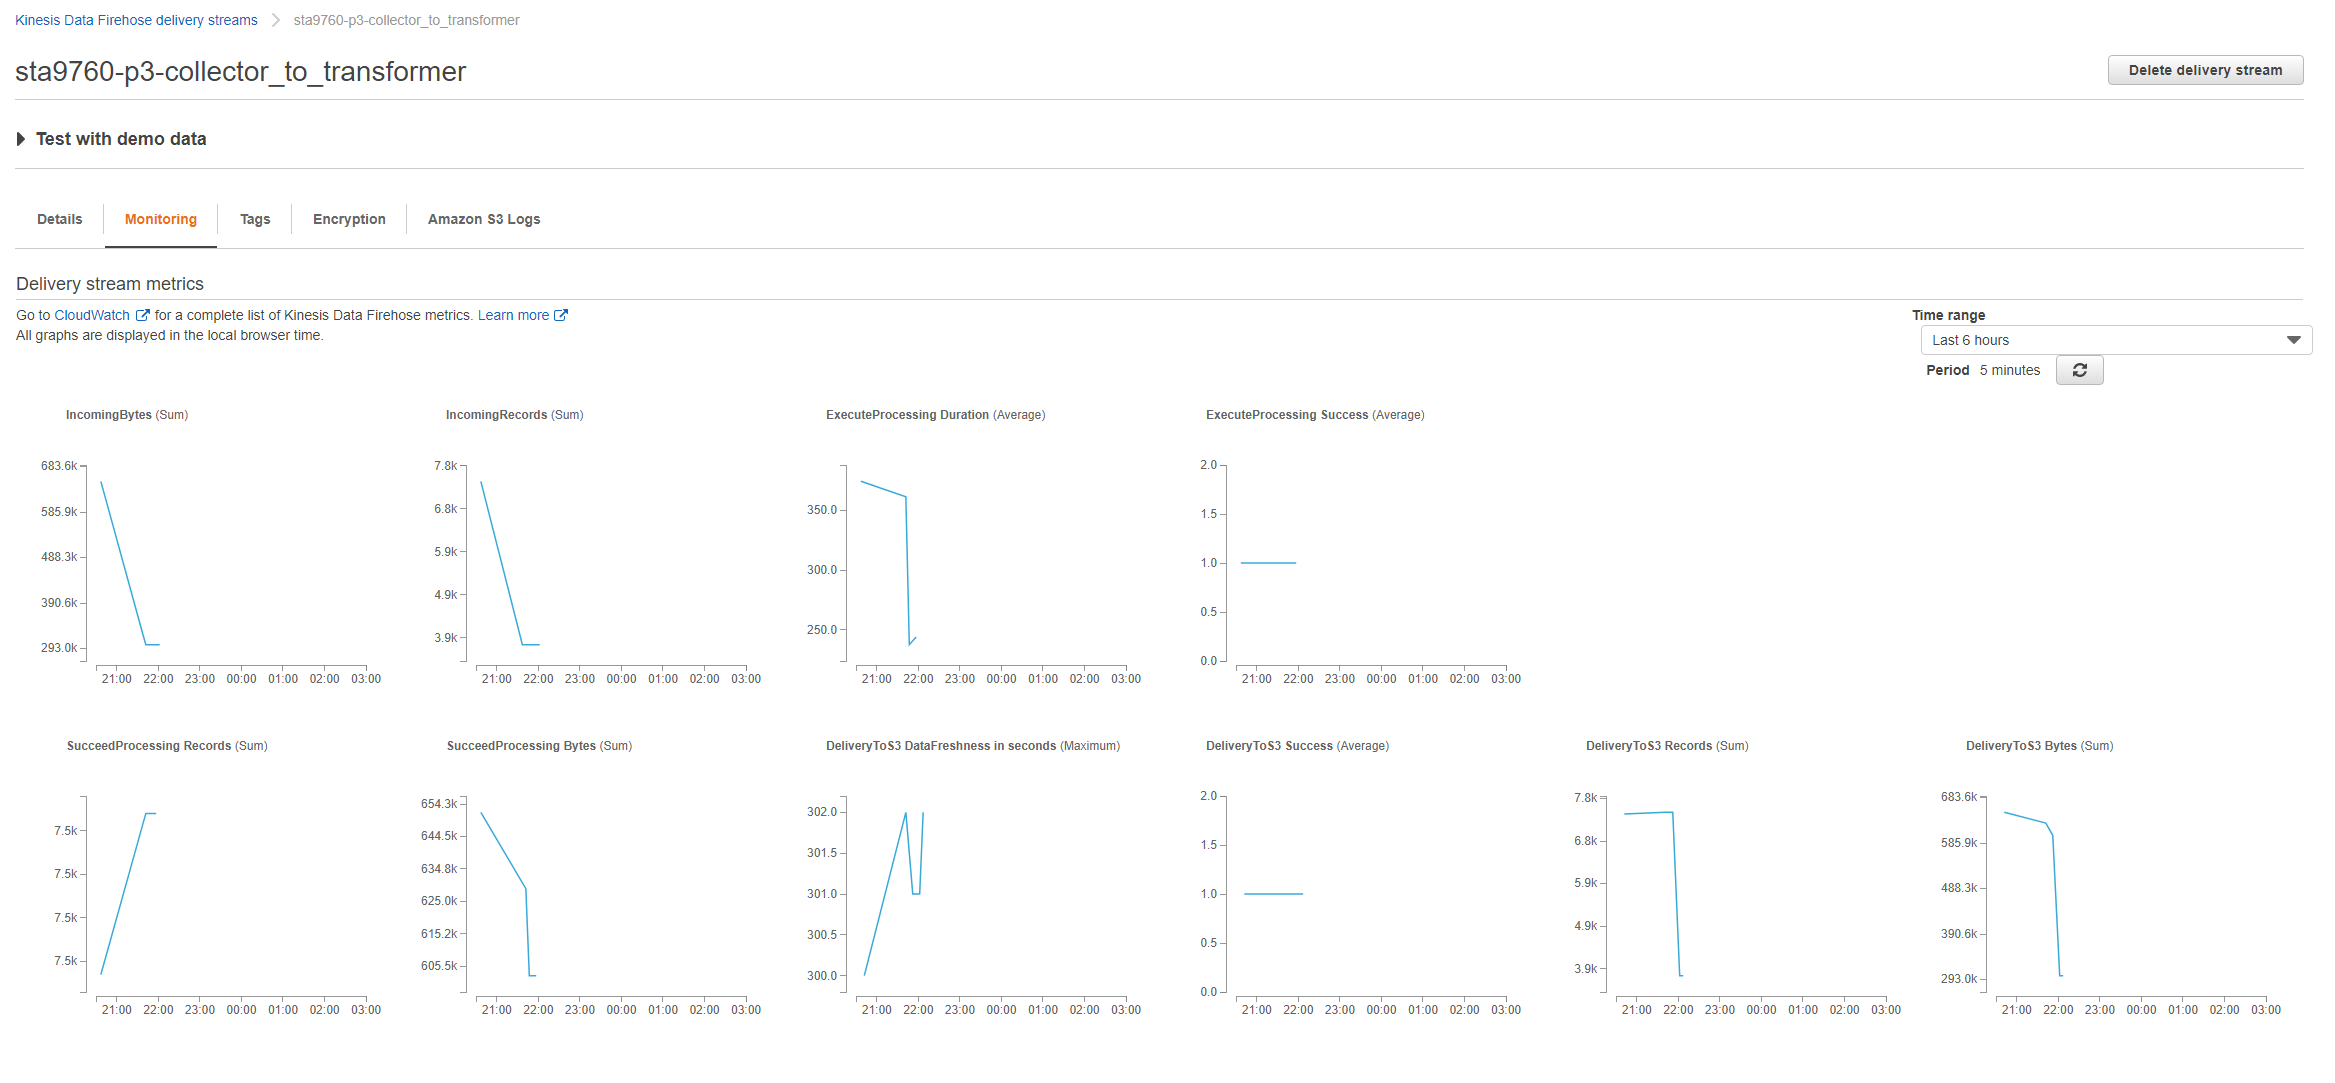 Kinesis Data Firehose delivery streams > sta9760-p3-collector_to_transformer
sta9760-p3-collector_to_transformer
Delete delivery stream
Test with demo data
Details Monitoring Tags Encryption Amazon S3 Logs
Delivery stream metrics
Go to CloudWatch for a complete list of Kinesis Data Firehose metrics. Learn more
All graphs are displayed in the local browser time.
Time range
Last 6 hours
Period 5 minutes
IncomingBytes (Sum)
683.6k
585.9k
488.3k
390.6k
293.0k
21:00 22:00 23:00 00:00 01:00 02:00 03:00
IncomingRecords (Sum)
7.8k
6.8k
5.9k
4.9k
3.9k
21:00 22:00 23:00 00:00 01:00 02:00 03:00
ExecuteProcessing Duration (Average)
350.0
300.0
250.0
21:00 22:00 23:00 00:00 01:00 02:00 03:00
ExecuteProcessing Success (Average)
2.0
1.5
1.0
0.5
0.0
21:00 22:00 23:00 00:00 01:00 02:00 03:00
SucceedProcessing Records (Sum)
7.5k
7.5k
7.5k
7.5k
21:00 22:00 23:00 00:00 01:00 02:00 03:00
SucceedProcessing Bytes (Sum)
654.3k
644.5k
634.8k
625.0k
615.2k
605.5k
21:00 22:00 23:00 00:00 01:00 02:00 03:00
DeliveryToS3 DataFreshness in seconds (Maximum)
302.0
301.5
301.0
300.5
300.0
21:00 22:00 23:00 00:00 01:00 02:00 03:00
DeliveryToS3 Success (Average)
2.0
1.5
1.0
0.5
0.0
21:00 22:00 23:00 00:00 01:00 02:00 03:00
DeliveryToS3 Records (Sum)
7.8k
6.8k
5.9k
4.9k
3.9k
21:00 22:00 23:00 00:00 01:00 02:00 03:00
DeliveryToS3 Bytes (Sum)
683.6k
585.9k
488.3k
390.6k
293.0k
21:00 22:00 23:00 00:00 01:00 02:00 03:00